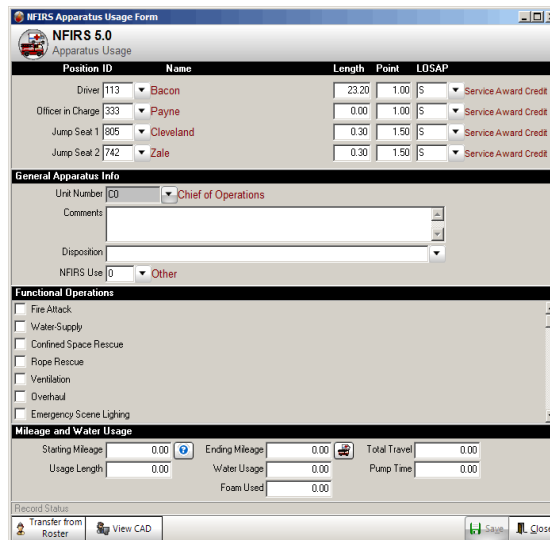 NFIRS Apparatus Usage Form
NFIRS 5.0
Apparatus Usage
Position ID Name Length Point LOSAP
Driver 113 Bacon 23.20 1.00 S Service Award Credit
Officer in Charge 333 Payne 0.00 1.00 S Service Award Credit
Jump Seat 1 805 Cleveland 0.30 1.50 S Service Award Credit
Jump Seat 2 742 Zale 0.30 1.50 S Service Award Credit
General Apparatus Info
Unit Number C0 Chief of Operations
Comments
Disposition
NFIRS Use 0 Other
Functional Operations
Fire Attack
Water-Supply
Confined Space Rescue
Rope Rescue
Ventilation
Overhaul
Emergency Scene Lighing
Mileage and Water Usage
Starting Mileage 0.00 Ending Mileage 0.00 Total Travel 0.00
Usage Length 0.00 Water Usage 0.00 Pump Time 0.00
Foam Used 0.00
Record Status
Transfer from Roster View CAD Save Close